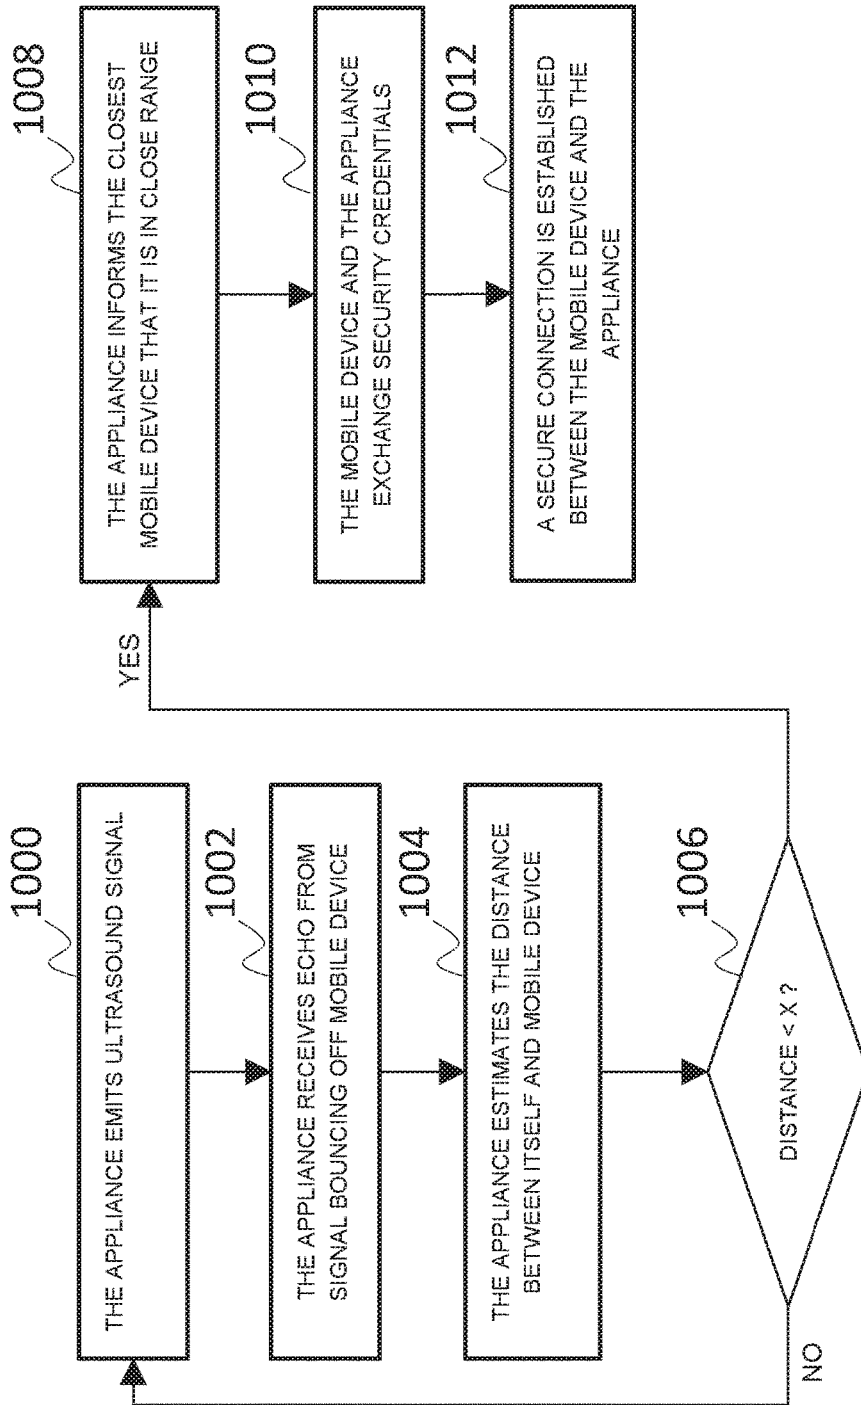 1000
THE APPLIANCE EMITS ULTRASOUND SIGNAL
1002
THE APPLIANCE RECEIVES ECHO FROM
SIGNAL BOUNCING OFF MOBILE DEVICE
1004
THE APPLIANCE ESTIMATES THE DISTANCE
BETWEEN ITSELF AND MOBILE DEVICE
1006
DISTANCE < X ?
NO
YES
1008
THE APPLIANCE INFORMS THE CLOSEST
MOBILE DEVICE THAT IT IS IN CLOSE RANGE
1010
THE MOBILE DEVICE AND THE APPLIANCE
EXCHANGE SECURITY CREDENTIALS
1012
A SECURE CONNECTION IS ESTABLISHED
BETWEEN THE MOBILE DEVICE AND THE
APPLIANCE